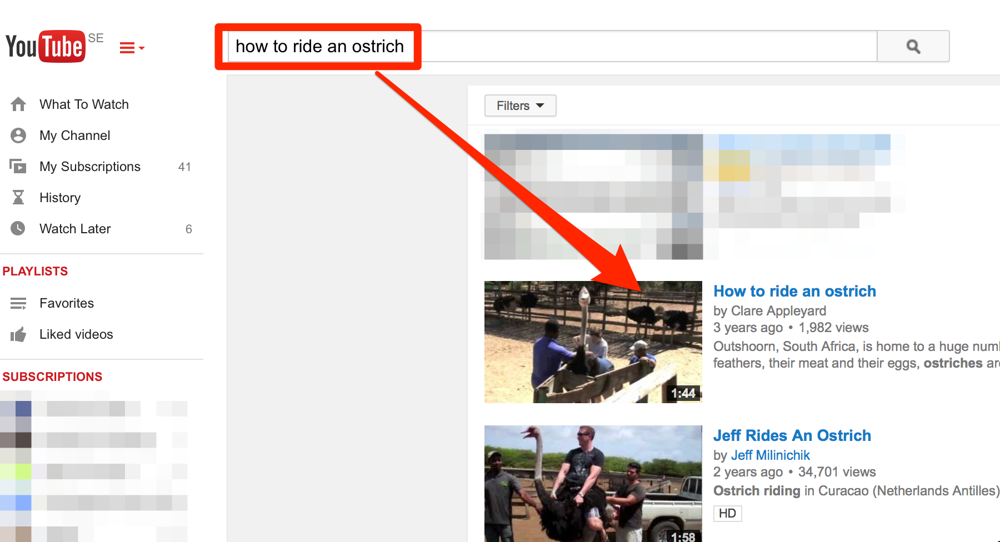 YouTube SE
how to ride an ostrich
What To Watch
My Channel
My Subscriptions 41
History
Watch Later 6
PLAYLISTS
Favorites
Liked videos
SUBSCRIPTIONS
Filters
How to ride an ostrich
by Clare Appleyard
3 years ago • 1,982 views
Outshoorn, South Africa, is home to a huge
feathers, their meat and their eggs, ostriches
1:44
Jeff Rides An Ostrich
by Jeff Milinichik
2 years ago • 34,701 views
Ostrich riding in Curacao (Netherlands Antilles)
HD
1:58